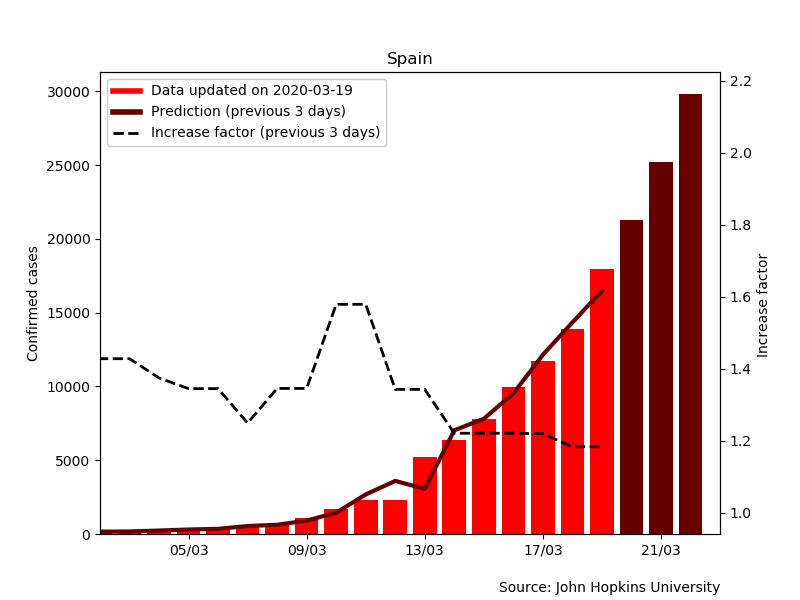 Spain
Data updated on 2020-03-19
Prediction (previous 3 days)
Increase factor (previous 3 days)
Confirmed cases
30000
25000
20000
15000
10000
5000
0
2.2
2.0
1.8
1.6
1.4
1.2
1.0
Increase factor
05/03 09/03 13/03 17/03 21/03
Source: John Hopkins University